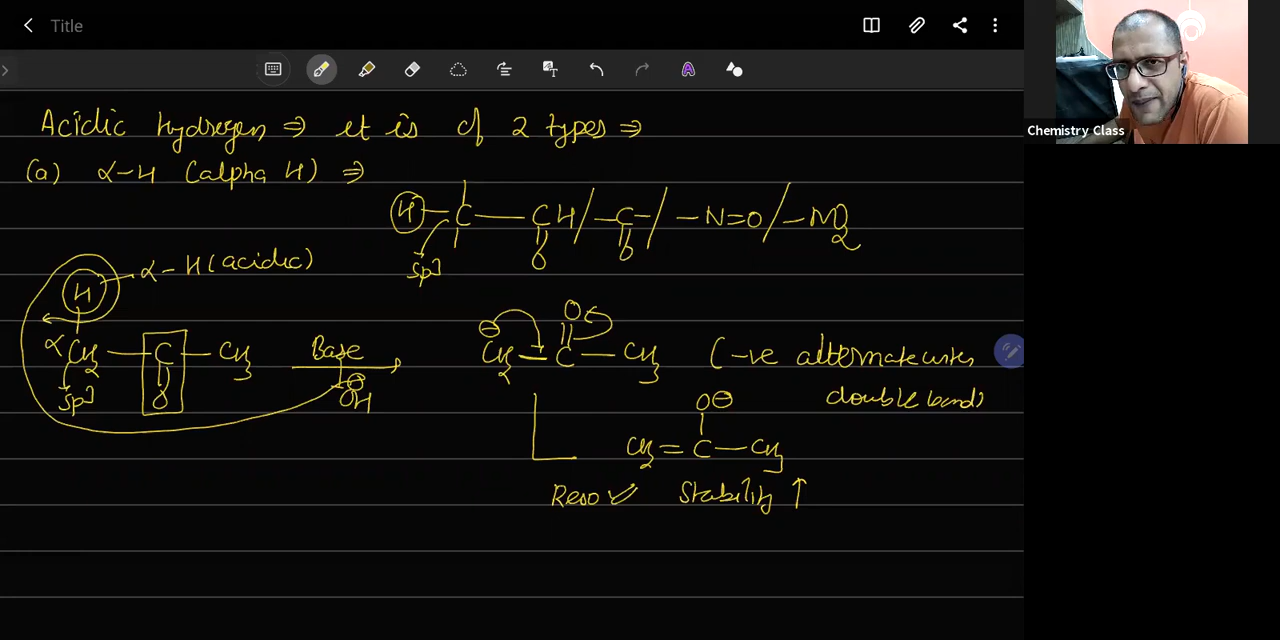 Title
Chemistry Class
Acidic hydrogen ⇒ it is of 2 types ⇒
(a) α-H (alpha H) ⇒
H-C-CH/-C-/-N=O/-NO2
O O
sp3
H α-H (acidic)
α CH2-C-CH3 Base
O
sp3
⊖OH
⊖ O
CH2-C-CH3 (-ve alternate with
double bond)
O⊖
CH2=C-CH3
Reso ✓ Stability ↑